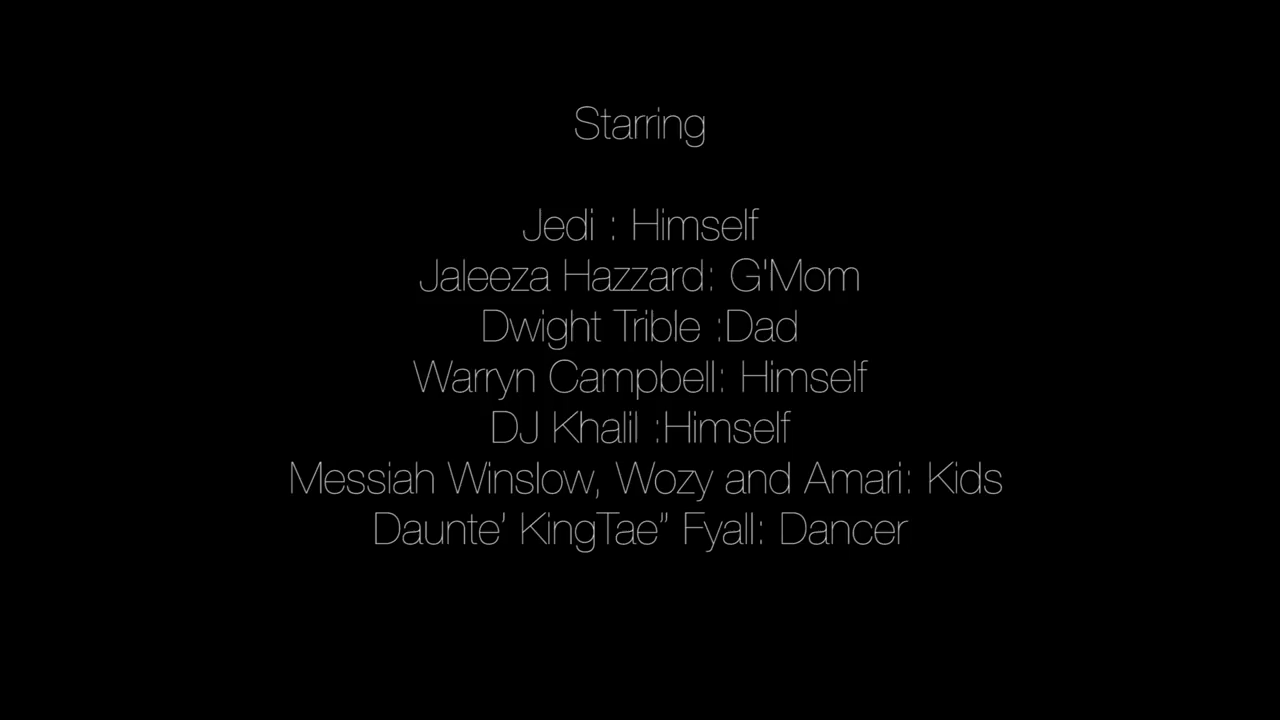 Starring
Jedi : Himself
Jaleeza Hazzard: G'Mom
Dwight Trible :Dad
Warryn Campbell: Himself
DJ Khalil :Himself
Messiah Winslow, Wozy and Amari: Kids
Daunte’ KingTae” Fyall: Dancer